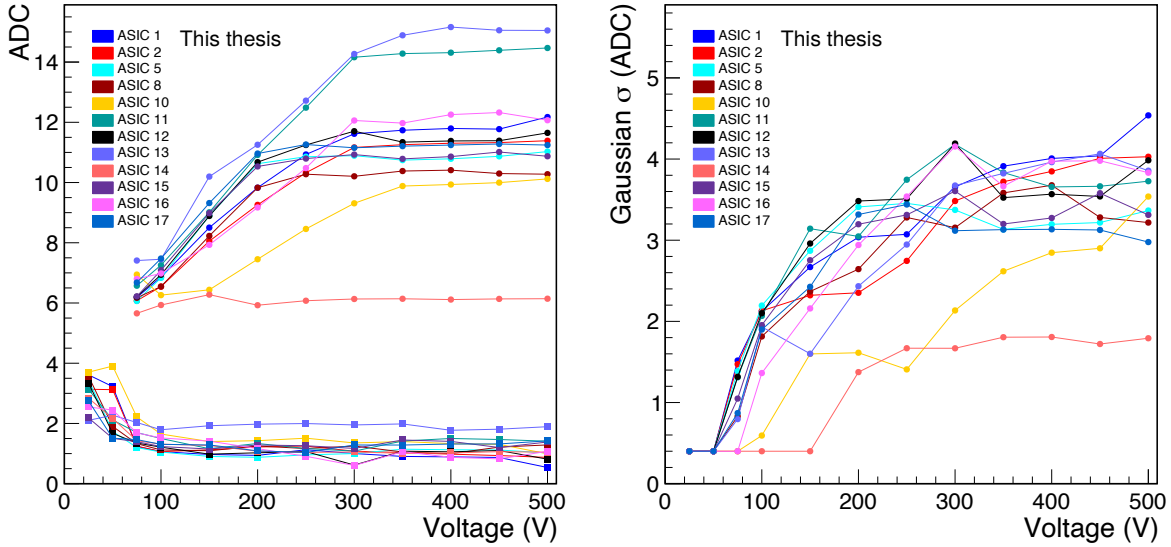 ADC
This thesis
ASIC 1
ASIC 2
ASIC 5
ASIC 8
ASIC 10
ASIC 11
ASIC 12
ASIC 13
ASIC 14
ASIC 15
ASIC 16
ASIC 17
14
12
10
8
6
4
2
0
0 100 200 300 400 500
Voltage (V)
Gaussian σ (ADC)
This thesis
ASIC 1
ASIC 2
ASIC 5
ASIC 8
ASIC 10
ASIC 11
ASIC 12
ASIC 13
ASIC 14
ASIC 15
ASIC 16
ASIC 17
5
4
3
2
1
0
0 100 200 300 400 500
Voltage (V)